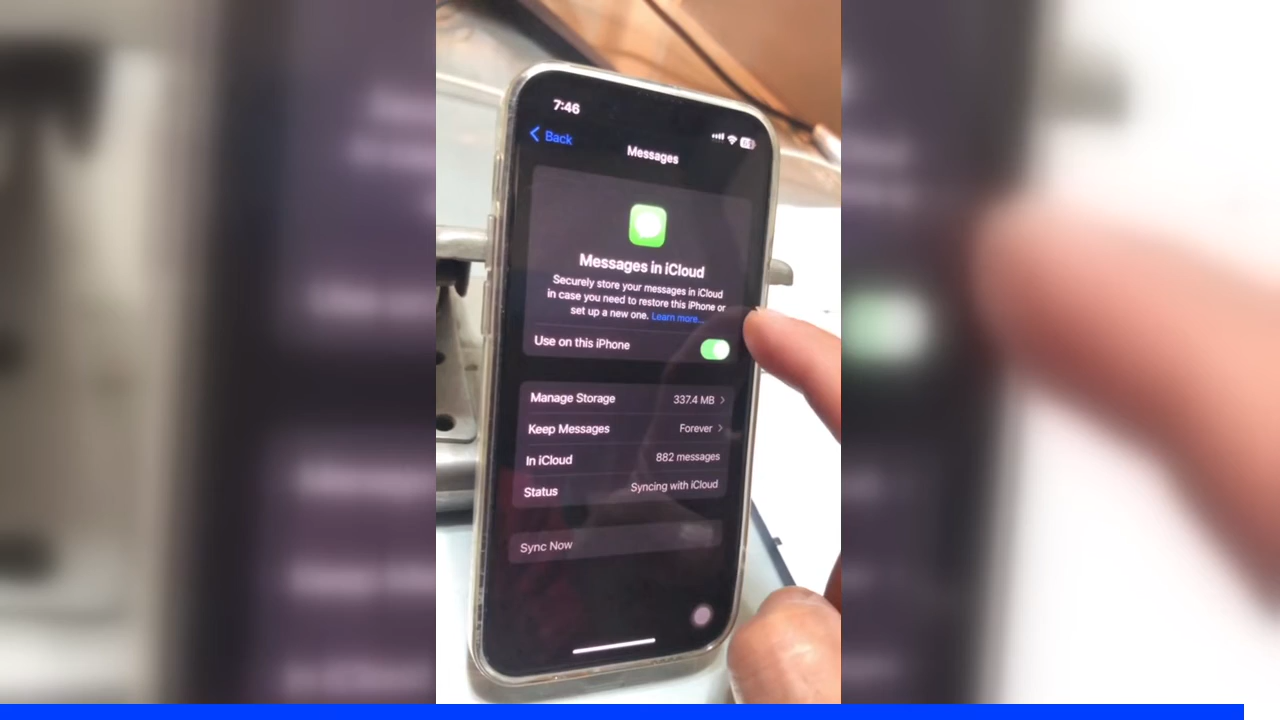 7:46
Back
Messages
Messages in iCloud
Securely store your messages in iCloud
in case you need to restore this iPhone or
set up a new one. Learn more...
Use on this iPhone
Manage Storage 337.4 MB
Keep Messages Forever
In iCloud 882 messages
Status Syncing with iCloud
Sync Now